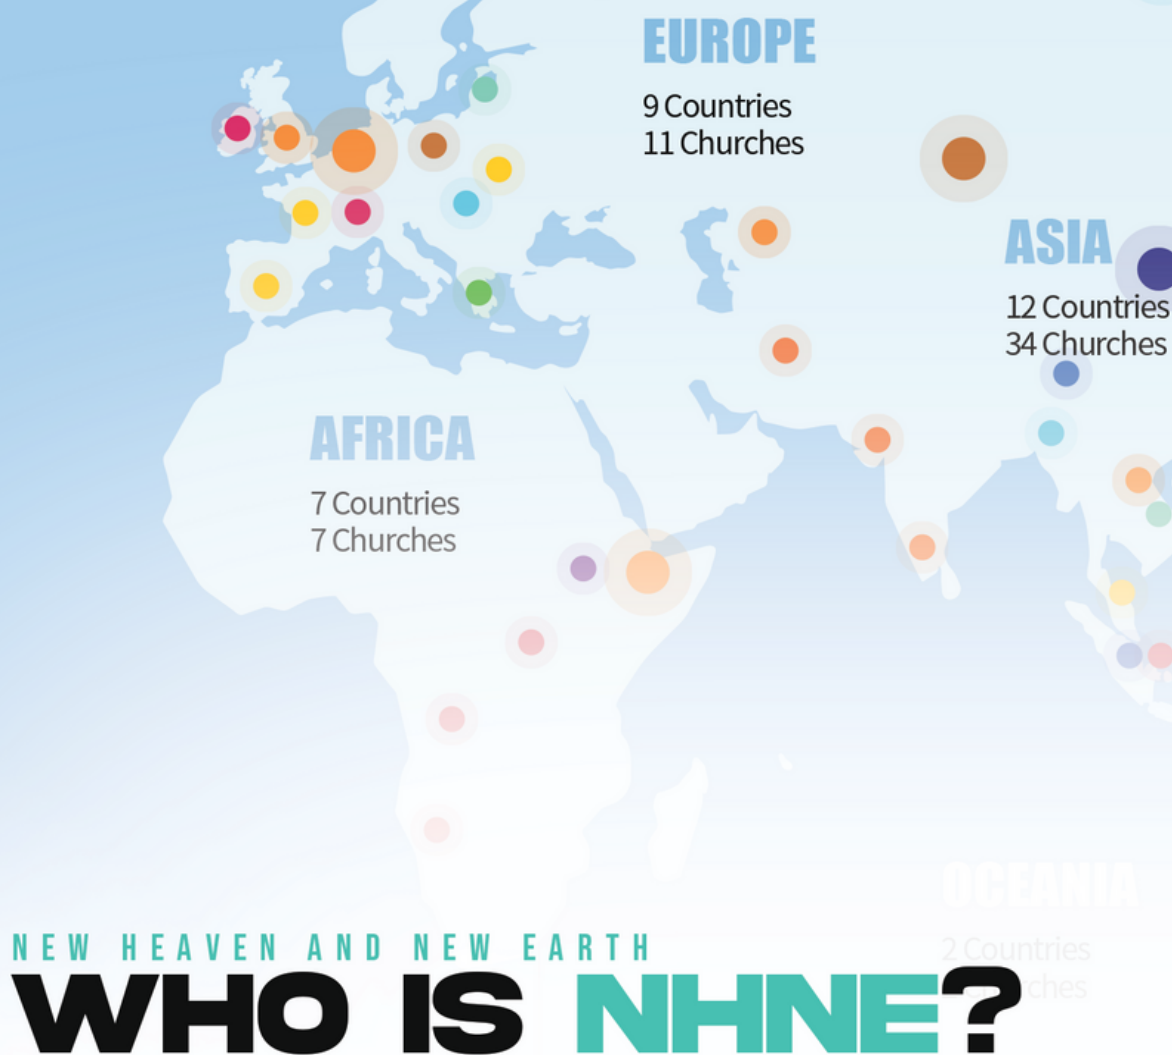 EUROPE
9 Countries
11 Churches
ASIA
12 Countries
34 Churches
AFRICA
7 Countries
7 Churches
OCEANIA
2 Countries
NEW HEAVEN AND NEW EARTH
WHO IS NHNE?